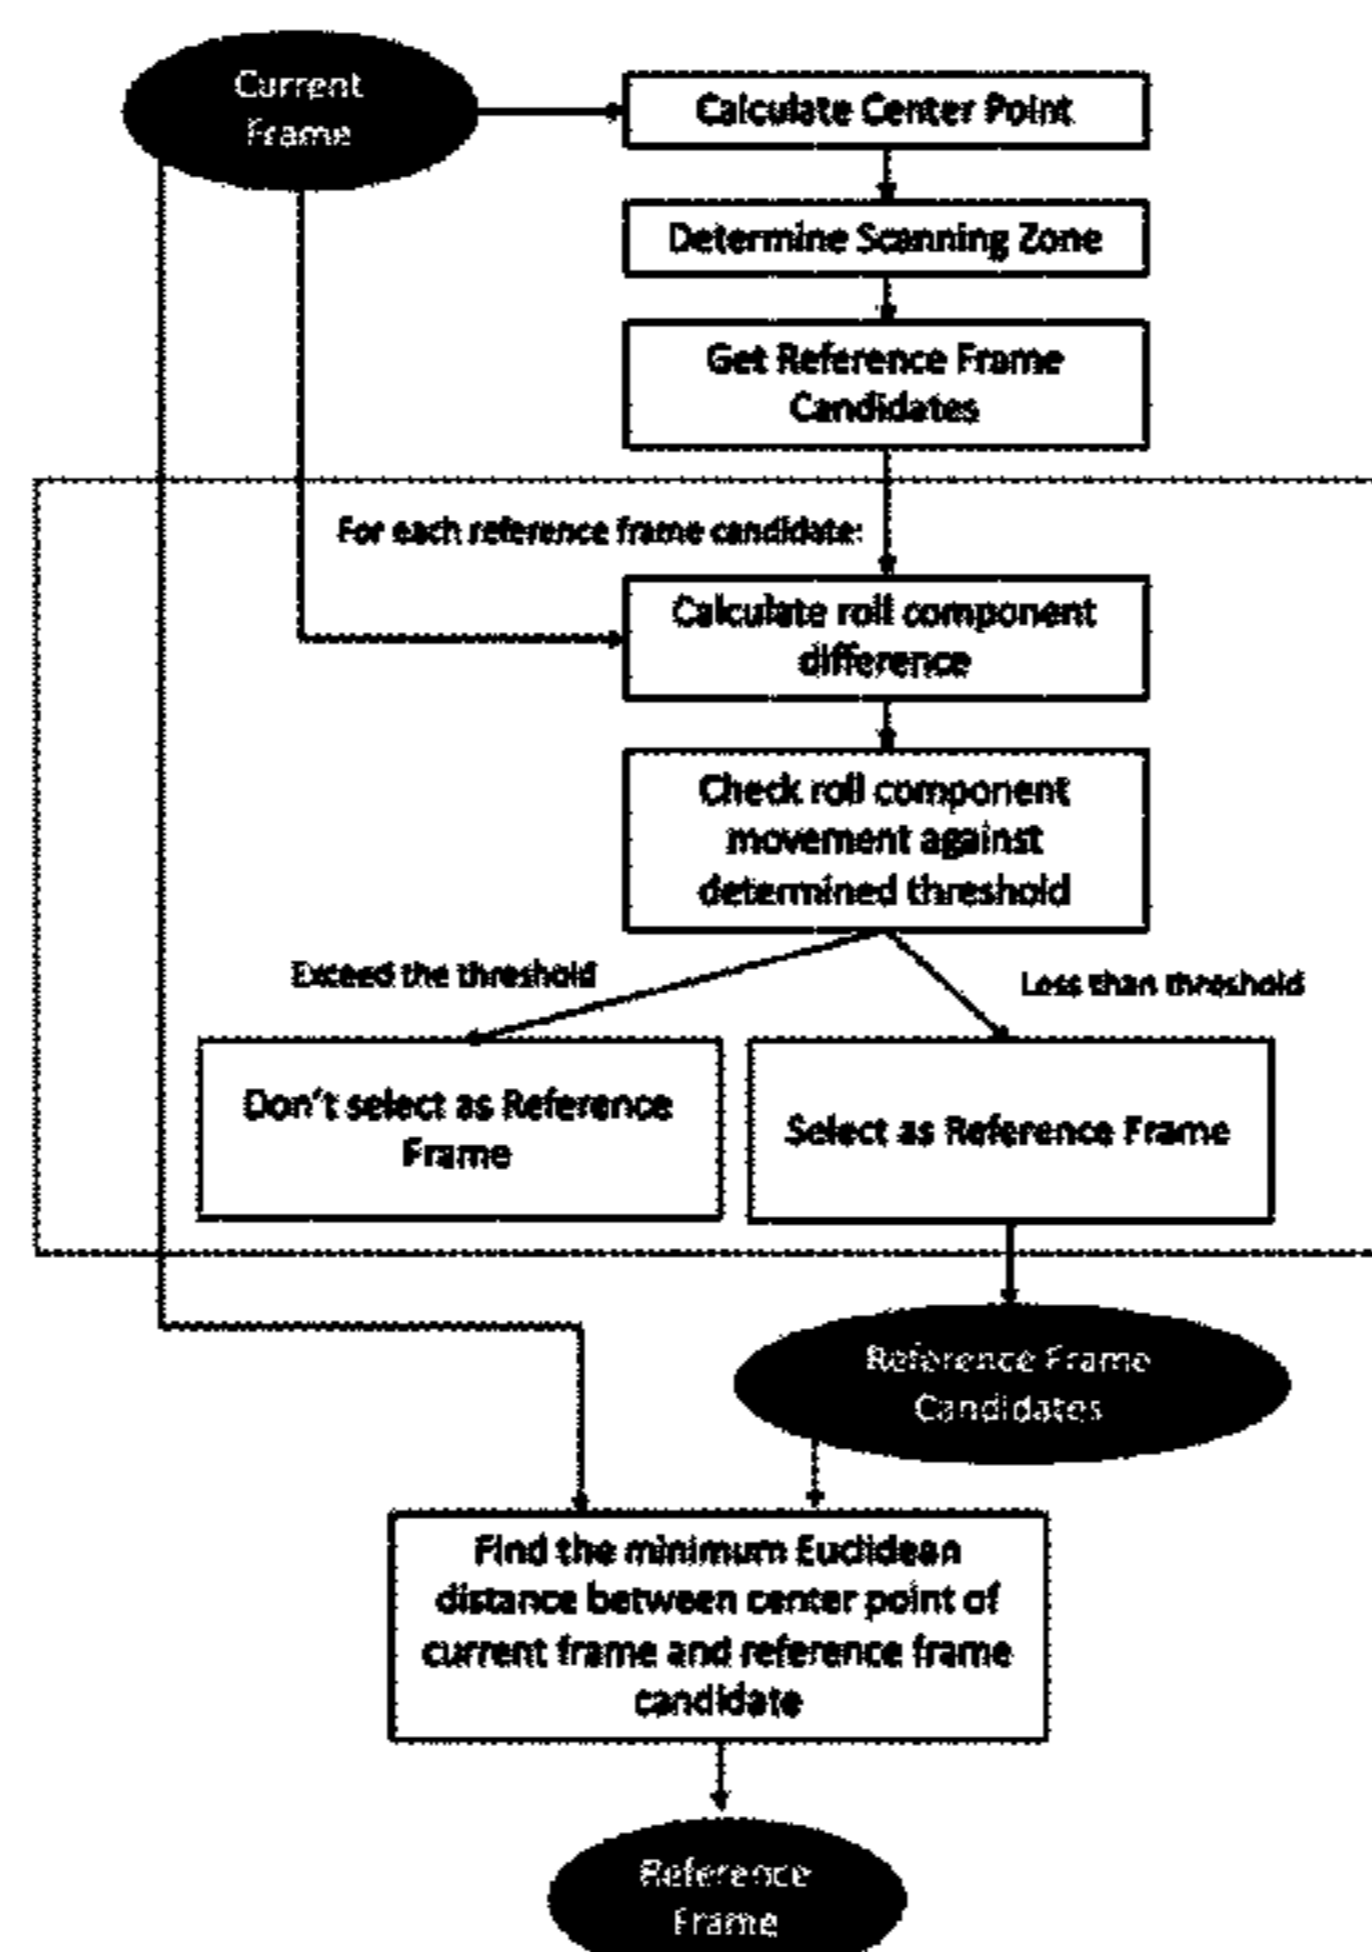 Current
Frame
Calculate Center Point
Determine Scanning Zone
Get Reference Frame
Candidates
For each reference frame candidate:
Calculate roll component
difference
Check roll component
movement against
determined threshold
Exceed the threshold
Less than threshold
Don't select as Reference
Frame
Select as Reference Frame
Reference Frame
Candidates
Find the minimum Euclidean
distance between center point of
current frame and reference frame
candidate
Reference
Frame